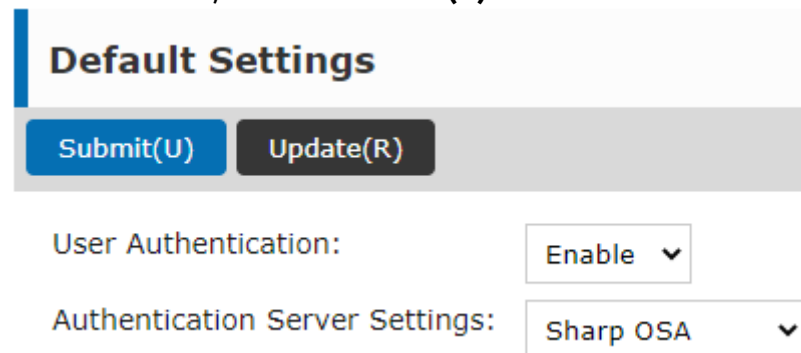 Default Settings
Submit(U) Update(R)
User Authentication: Enable
Authentication Server Settings: Sharp OSA